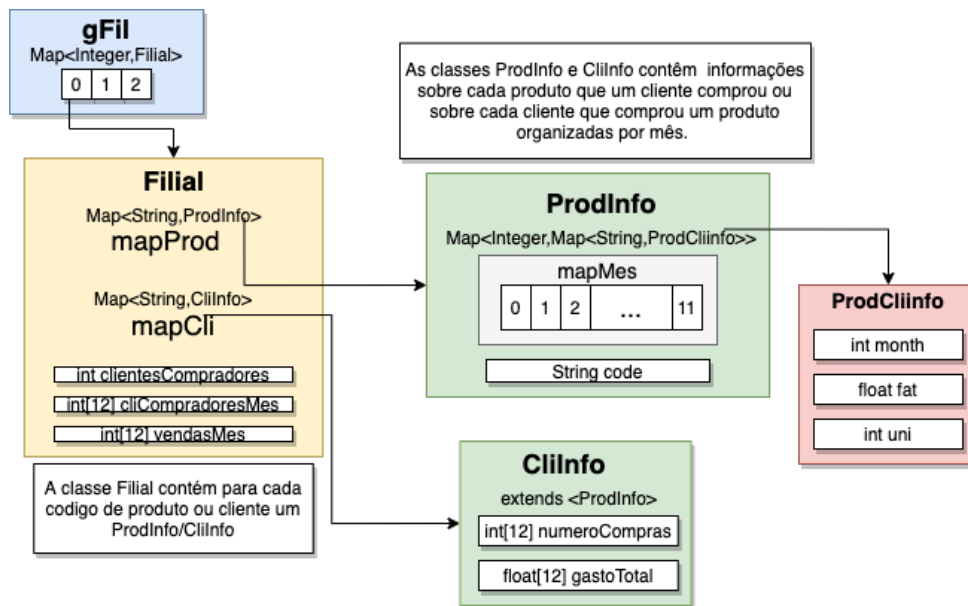 gFil
Map<Integer,Filial>
0 1 2
As classes ProdInfo e CliInfo contêm informações
sobre cada produto que um cliente comprou ou
sobre cada cliente que comprou um produto
organizadas por mês.
Filial
Map<String,ProdInfo>
mapProd
Map<String,CliInfo>
mapCli
int clientesCompradores
int[12] cliCompradoresMes
int[12] vendasMes
A classe Filial contém para cada
codigo de produto ou cliente um
ProdInfo/CliInfo
ProdInfo
Map<Integer,Map<String,ProdCliinfo>>
mapMes
0 1 2 ... 11
String code
ProdCliinfo
int month
float fat
int uni
CliInfo
extends <ProdInfo>
int[12] numeroCompras
float[12] gastoTotal